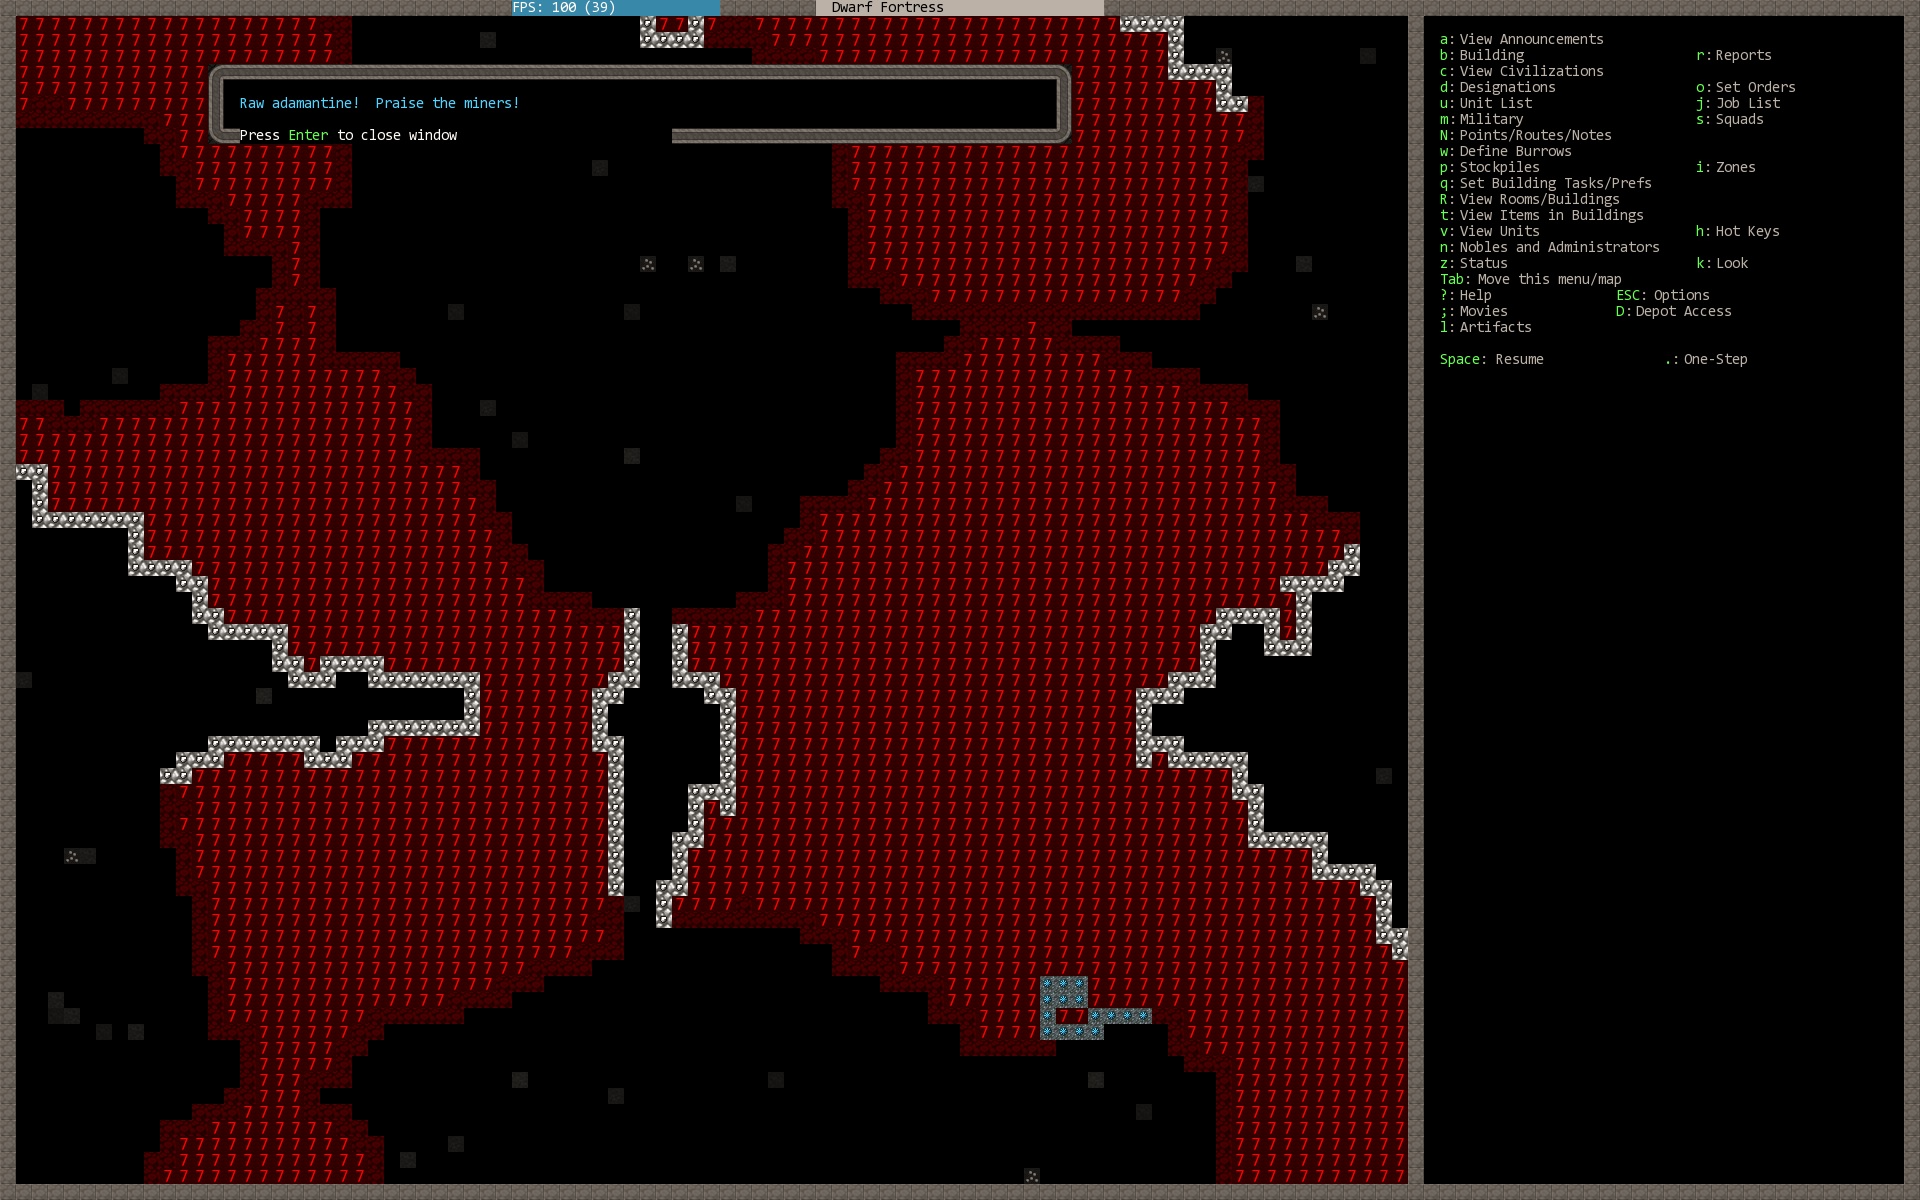 FPS: 100 (39)
Dwarf Fortress
Raw adamantine!  Praise the miners!
Press Enter to close window
a: View Announcements
b: Building
r: Reports
c: View Civilizations
d: Designations
o: Set Orders
u: Unit List
j: Job List
m: Military
s: Squads
N: Points/Routes/Notes
w: Define Burrows
p: Stockpiles
i: Zones
q: Set Building Tasks/Prefs
R: View Rooms/Buildings
t: View Items in Buildings
v: View Units
h: Hot Keys
n: Nobles and Administrators
z: Status
k: Look
Tab: Move this menu/map
?: Help
ESC: Options
;: Movies
D: Depot Access
l: Artifacts
Space: Resume
.: One-Step